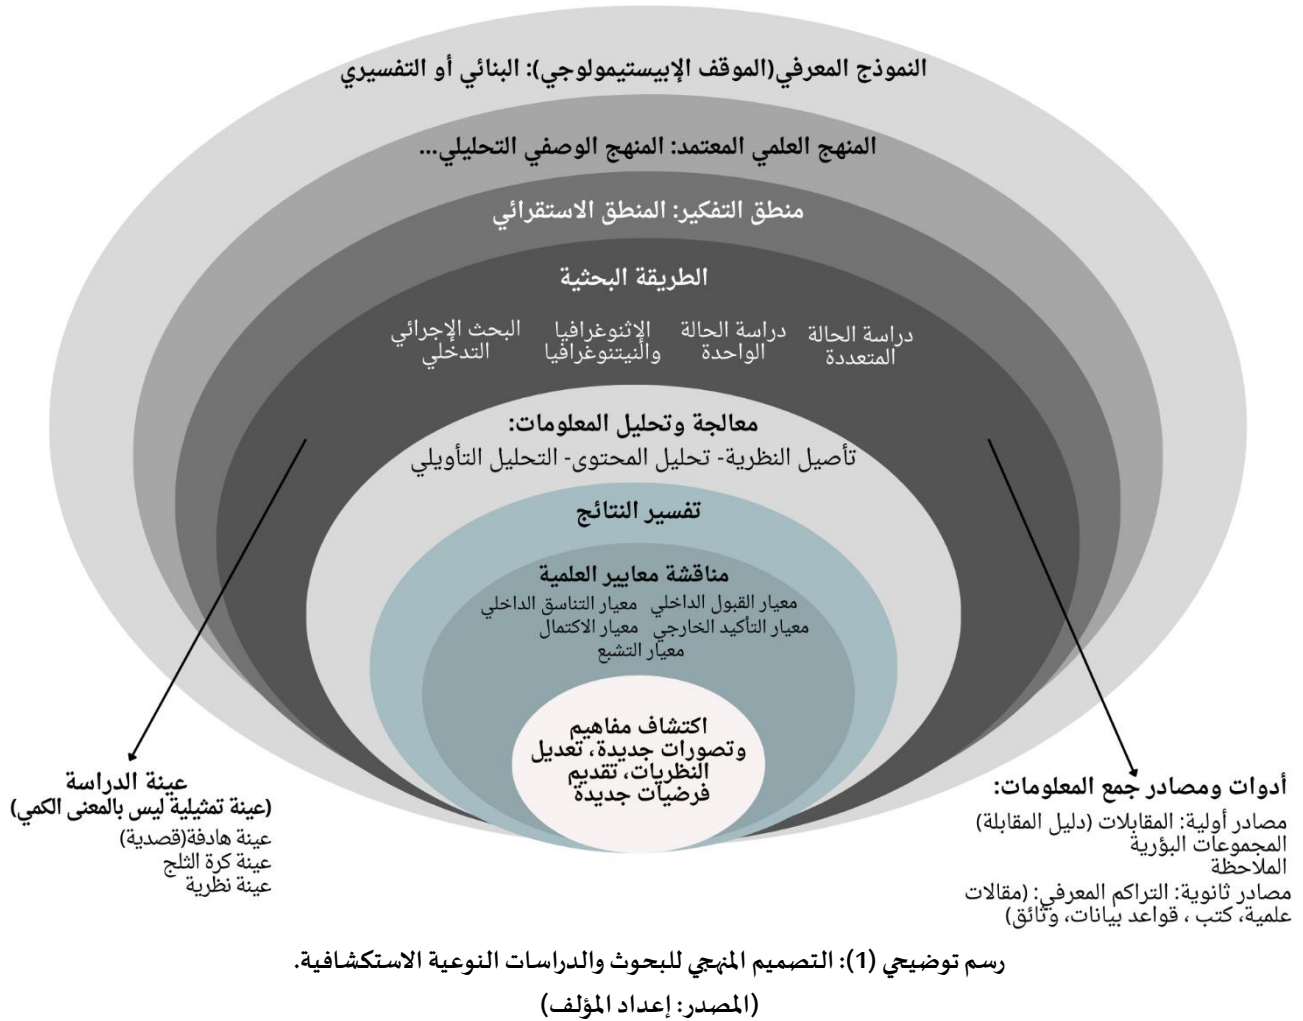 النموذج المعرفي(الموقف الإبيستيمولوجي): البنائي أو التفسيري
المنهج العلمي المعتمد: المنهج الوصفي التحليلي...
منطق التفكير: المنطق الاستقرائي
الطريقة البحثية
دراسة الحالة
المتعددة
دراسة الحالة
الواحدة
الإثنوغرافيا
والنيتنوغرافيا
البحث الإجرائي
التدخلي
معالجة وتحليل المعلومات:
تأصيل النظرية- تحليل المحتوى- التحليل التأويلي
تفسير النتائج
مناقشة معايير العلمية
معيار القبول الداخلي معيار التناسق الداخلي
معيار التأكيد الخارجي معيار الاكتمال
معيار التشبع
اكتشاف مفاهيم
وتصورات جديدة، تعديل
النظريات، تقديم
فرضيات جديدة
أدوات ومصادر جمع المعلومات:
مصادر أولية: المقابلات (دليل المقابلة)
المجموعات البؤرية
الملاحظة
مصادر ثانوية: التراكم المعرفي: (مقالات
علمية، كتب ، قواعد بيانات، وثائق)
عينة الدراسة
(عينة تمثيلية ليس بالمعنى الكمي)
عينة هادفة(قصدية)
عينة كرة الثلج
عينة نظرية
رسم توضيحي (1): التصميم المنهجي للبحوث والدراسات النوعية الاستكشافية.
(المصدر: إعداد المؤلف)